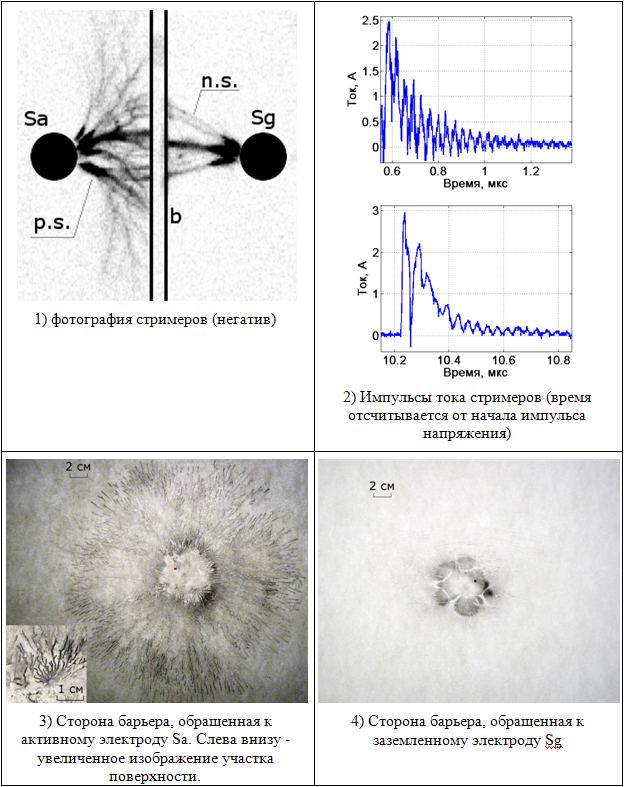 n.s.
Sa
Sg
p.s.
b
1) фотография стримеров (негатив)
Ток, А
2.5
2
1.5
1
0.5
0
0.6
0.8
1
1.2
Время, мкс
Ток, А
3
2
1
0
10.2
10.4
10.6
10.8
Время, мкс
2) Импульсы тока стримеров (время
отсчитывается от начала импульса
напряжения)
2 см
1 см
3) Сторона барьера, обращенная к
активному электроду Sa. Слева внизу -
увеличенное изображение участка
поверхности.
2 см
4) Сторона барьера, обращенная к
заземленному электроду Sg